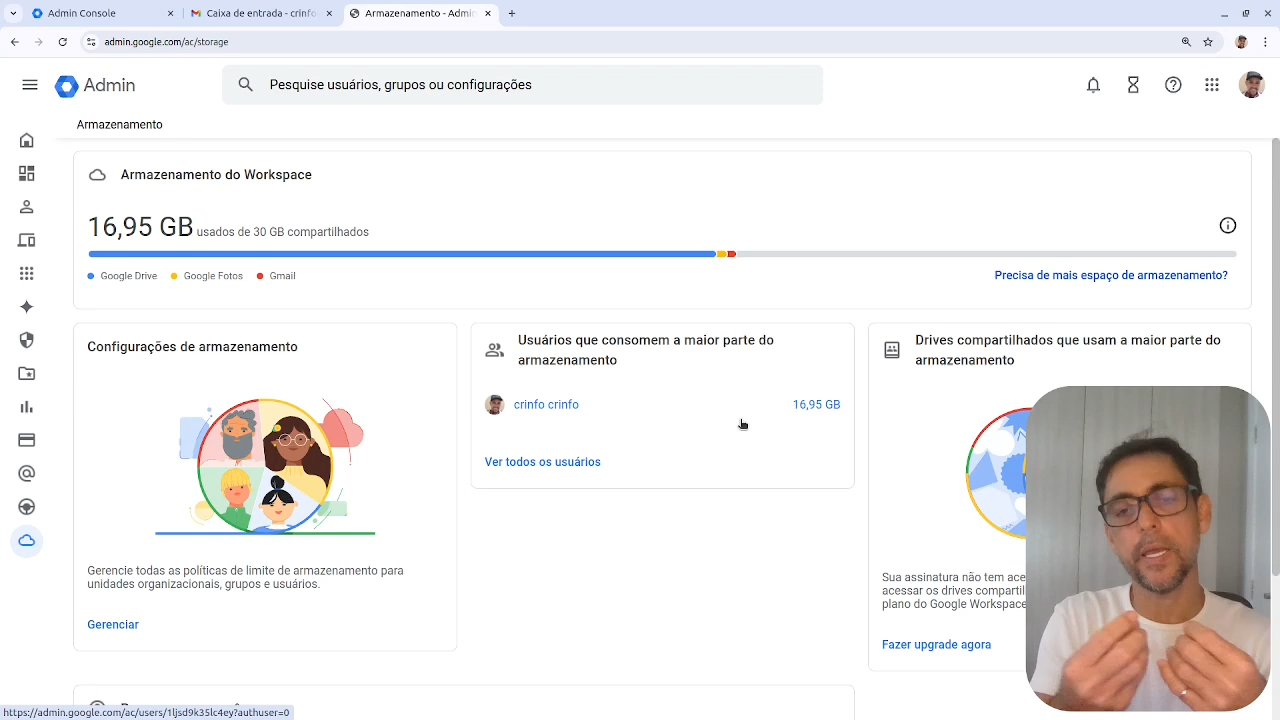 Admin Console
Caixa de entrada - crinfo
Armazenamento - Admin
admin.google.com/ac/storage
Admin
Pesquise usuários, grupos ou configurações
Armazenamento
Armazenamento do Workspace
16,95 GB usados de 30 GB compartilhados
Google Drive
Google Fotos
Gmail
Precisa de mais espaço de armazenamento?
Configurações de armazenamento
Gerencie todas as políticas de limite de armazenamento para
unidades organizacionais, grupos e usuários.
Gerenciar
Usuários que consomem a maior parte do
armazenamento
crinfo crinfo
16,95 GB
Ver todos os usuários
Drives compartilhados que usam a maior parte do
armazenamento
Sua assinatura não tem ace
acessar os drives compartil
plano do Google Workspace
Fazer upgrade agora
https://admin.google.com/ac/users/1ljsd9k35lc4ey?authuser=0